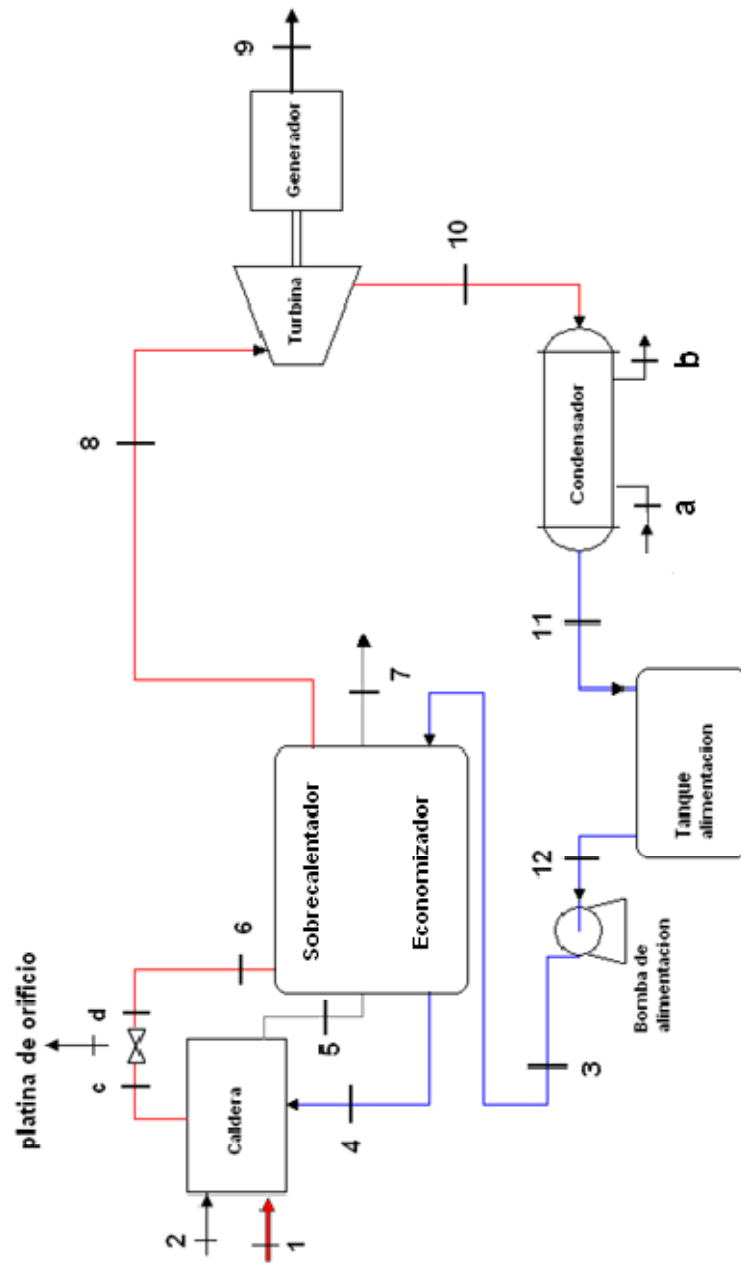 platina de orificio
c
d
6
2
1
Caldera
4
5
Sobrecalentador
Economizador
7
8
Turbina
Generador
9
10
Condensador
a
b
11
Tanque
alimentacion
12
Bomba de
alimentacion
3